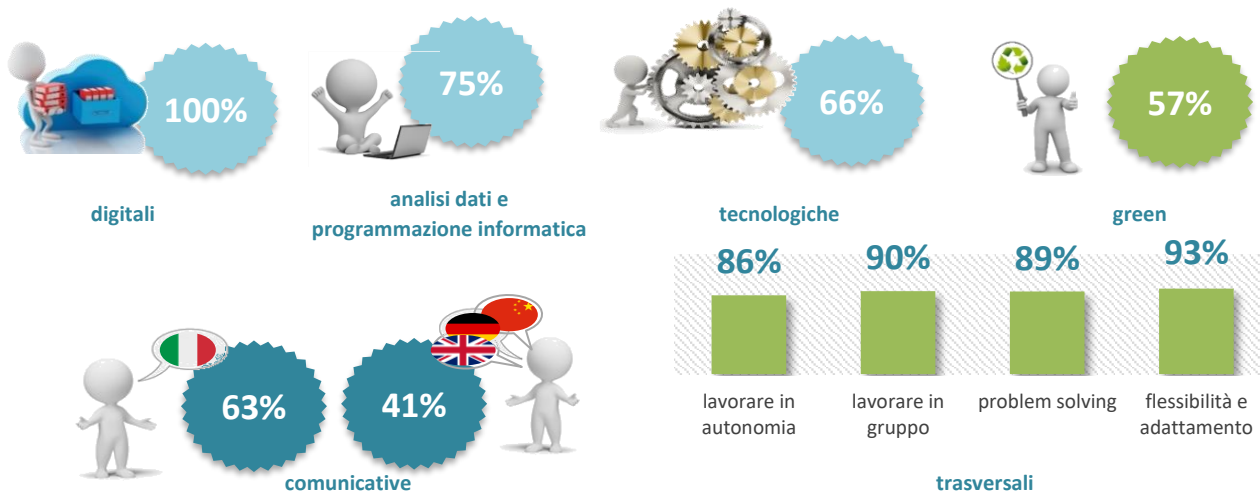 100%
75%
66%
57%
digitali
analisi dati e
programmazione informatica
tecnologiche
green
86%
90%
89%
93%
lavorare in
autonomia
lavorare in
gruppo
problem solving
flessibilità e
adattamento
trasversali
63%
41%
comunicative